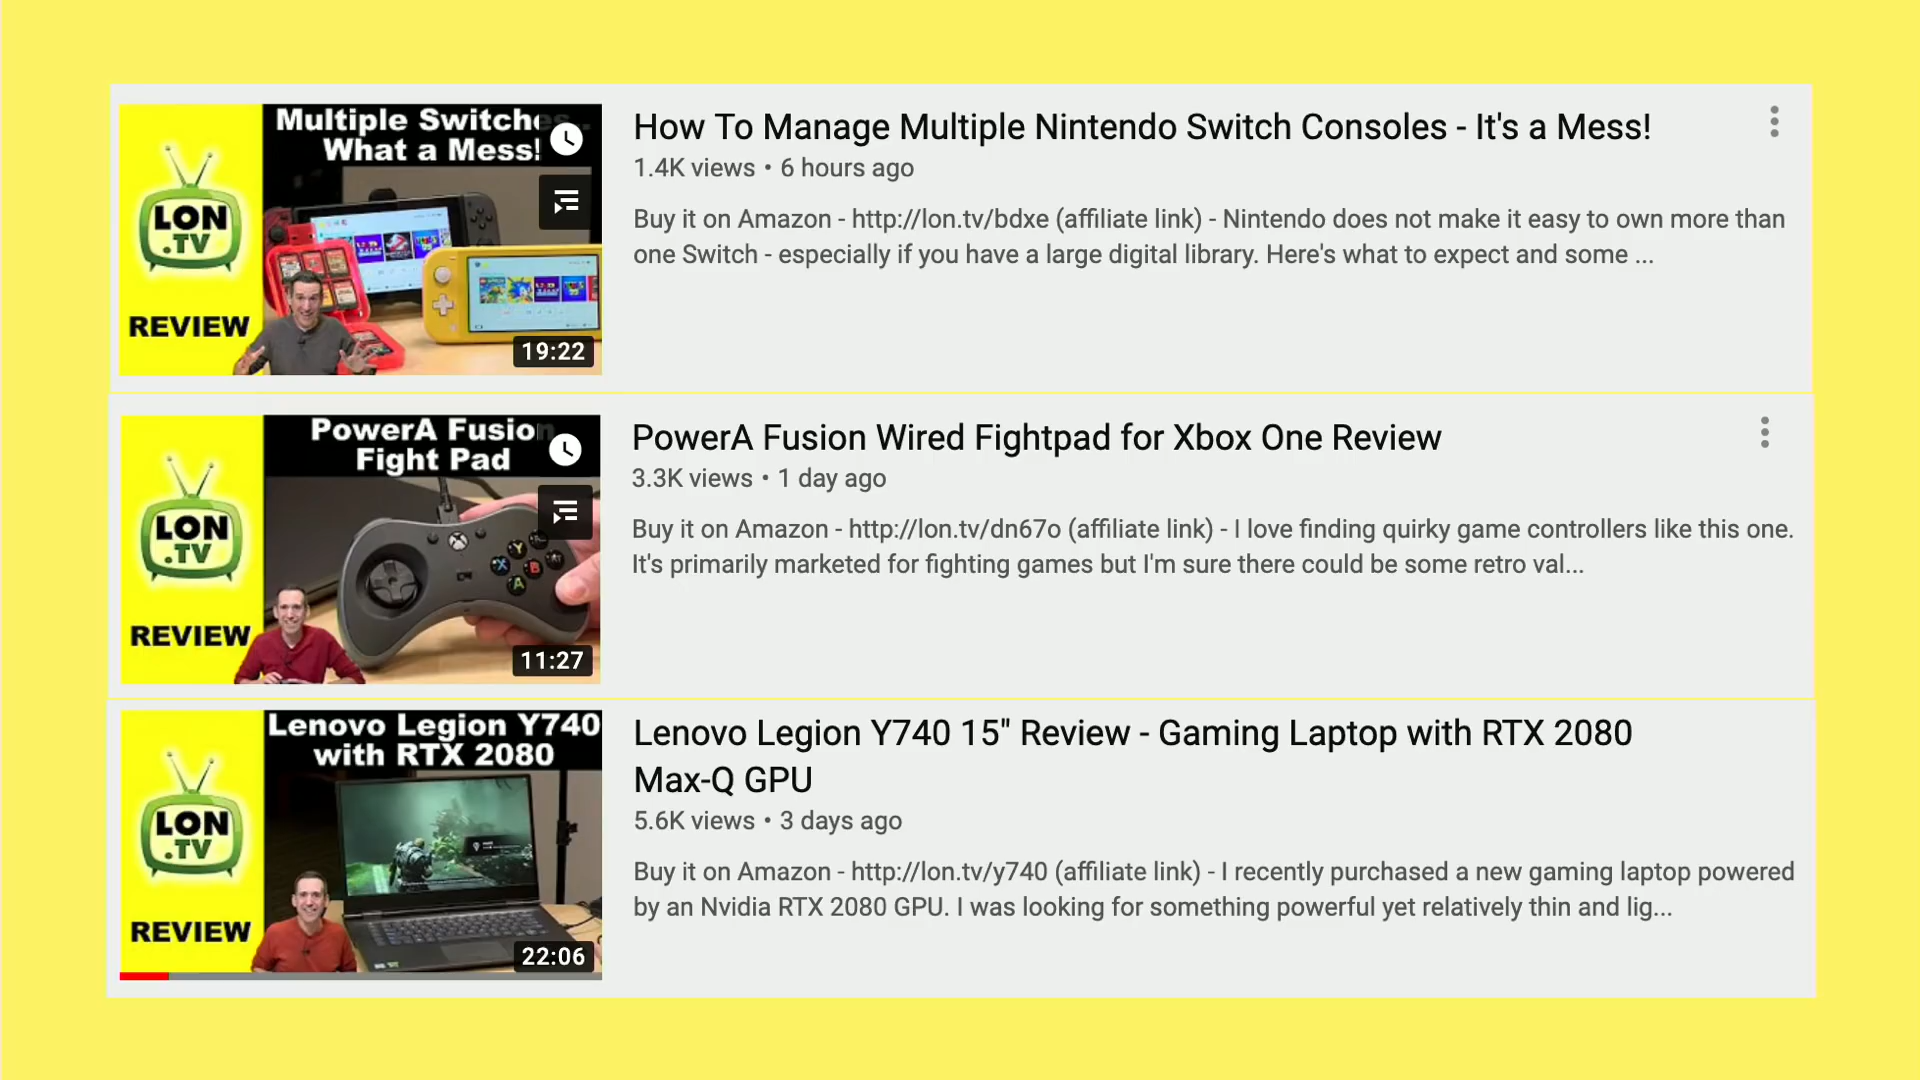 Multiple Switche
What a Mess!
LON
.TV
REVIEW
19:22
How To Manage Multiple Nintendo Switch Consoles - It's a Mess!
1.4K views • 6 hours ago
Buy it on Amazon - http://lon.tv/bdxe (affiliate link) - Nintendo does not make it easy to own more than
one Switch - especially if you have a large digital library. Here's what to expect and some ...
PowerA Fusion
Fight Pad
LON
.TV
REVIEW
Y
X
B
A
11:27
PowerA Fusion Wired Fightpad for Xbox One Review
3.3K views • 1 day ago
Buy it on Amazon - http://lon.tv/dn67o (affiliate link) - I love finding quirky game controllers like this one.
It's primarily marketed for fighting games but I'm sure there could be some retro val...
Lenovo Legion Y740
with RTX 2080
LON
.TV
REVIEW
22:06
Lenovo Legion Y740 15" Review - Gaming Laptop with RTX 2080
Max-Q GPU
5.6K views • 3 days ago
Buy it on Amazon - http://lon.tv/y740 (affiliate link) - I recently purchased a new gaming laptop powered
by an Nvidia RTX 2080 GPU. I was looking for something powerful yet relatively thin and lig...